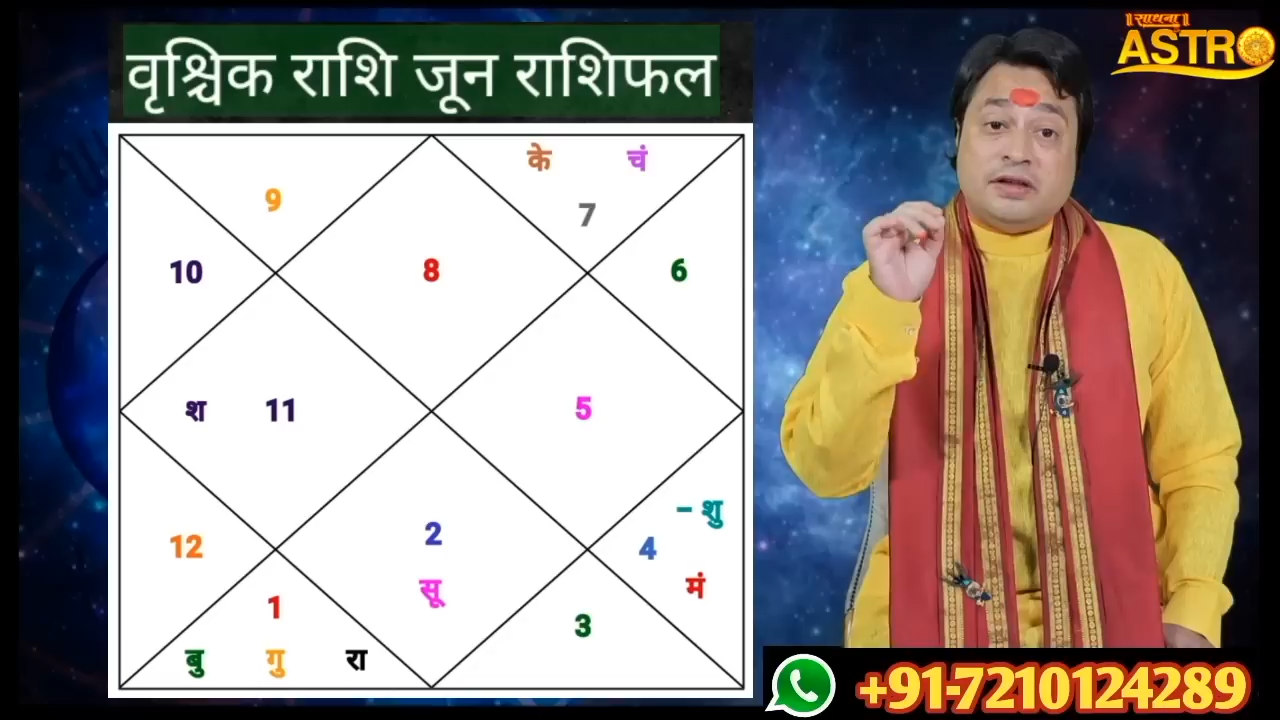 वृश्चिक राशि जून राशिफल
॥साधना॥
ASTRO
के चं
9
7
10
8
6
श 11
5
– शु
2
12
4
सू
मं
1
3
बु गु रा
+91-7210124289